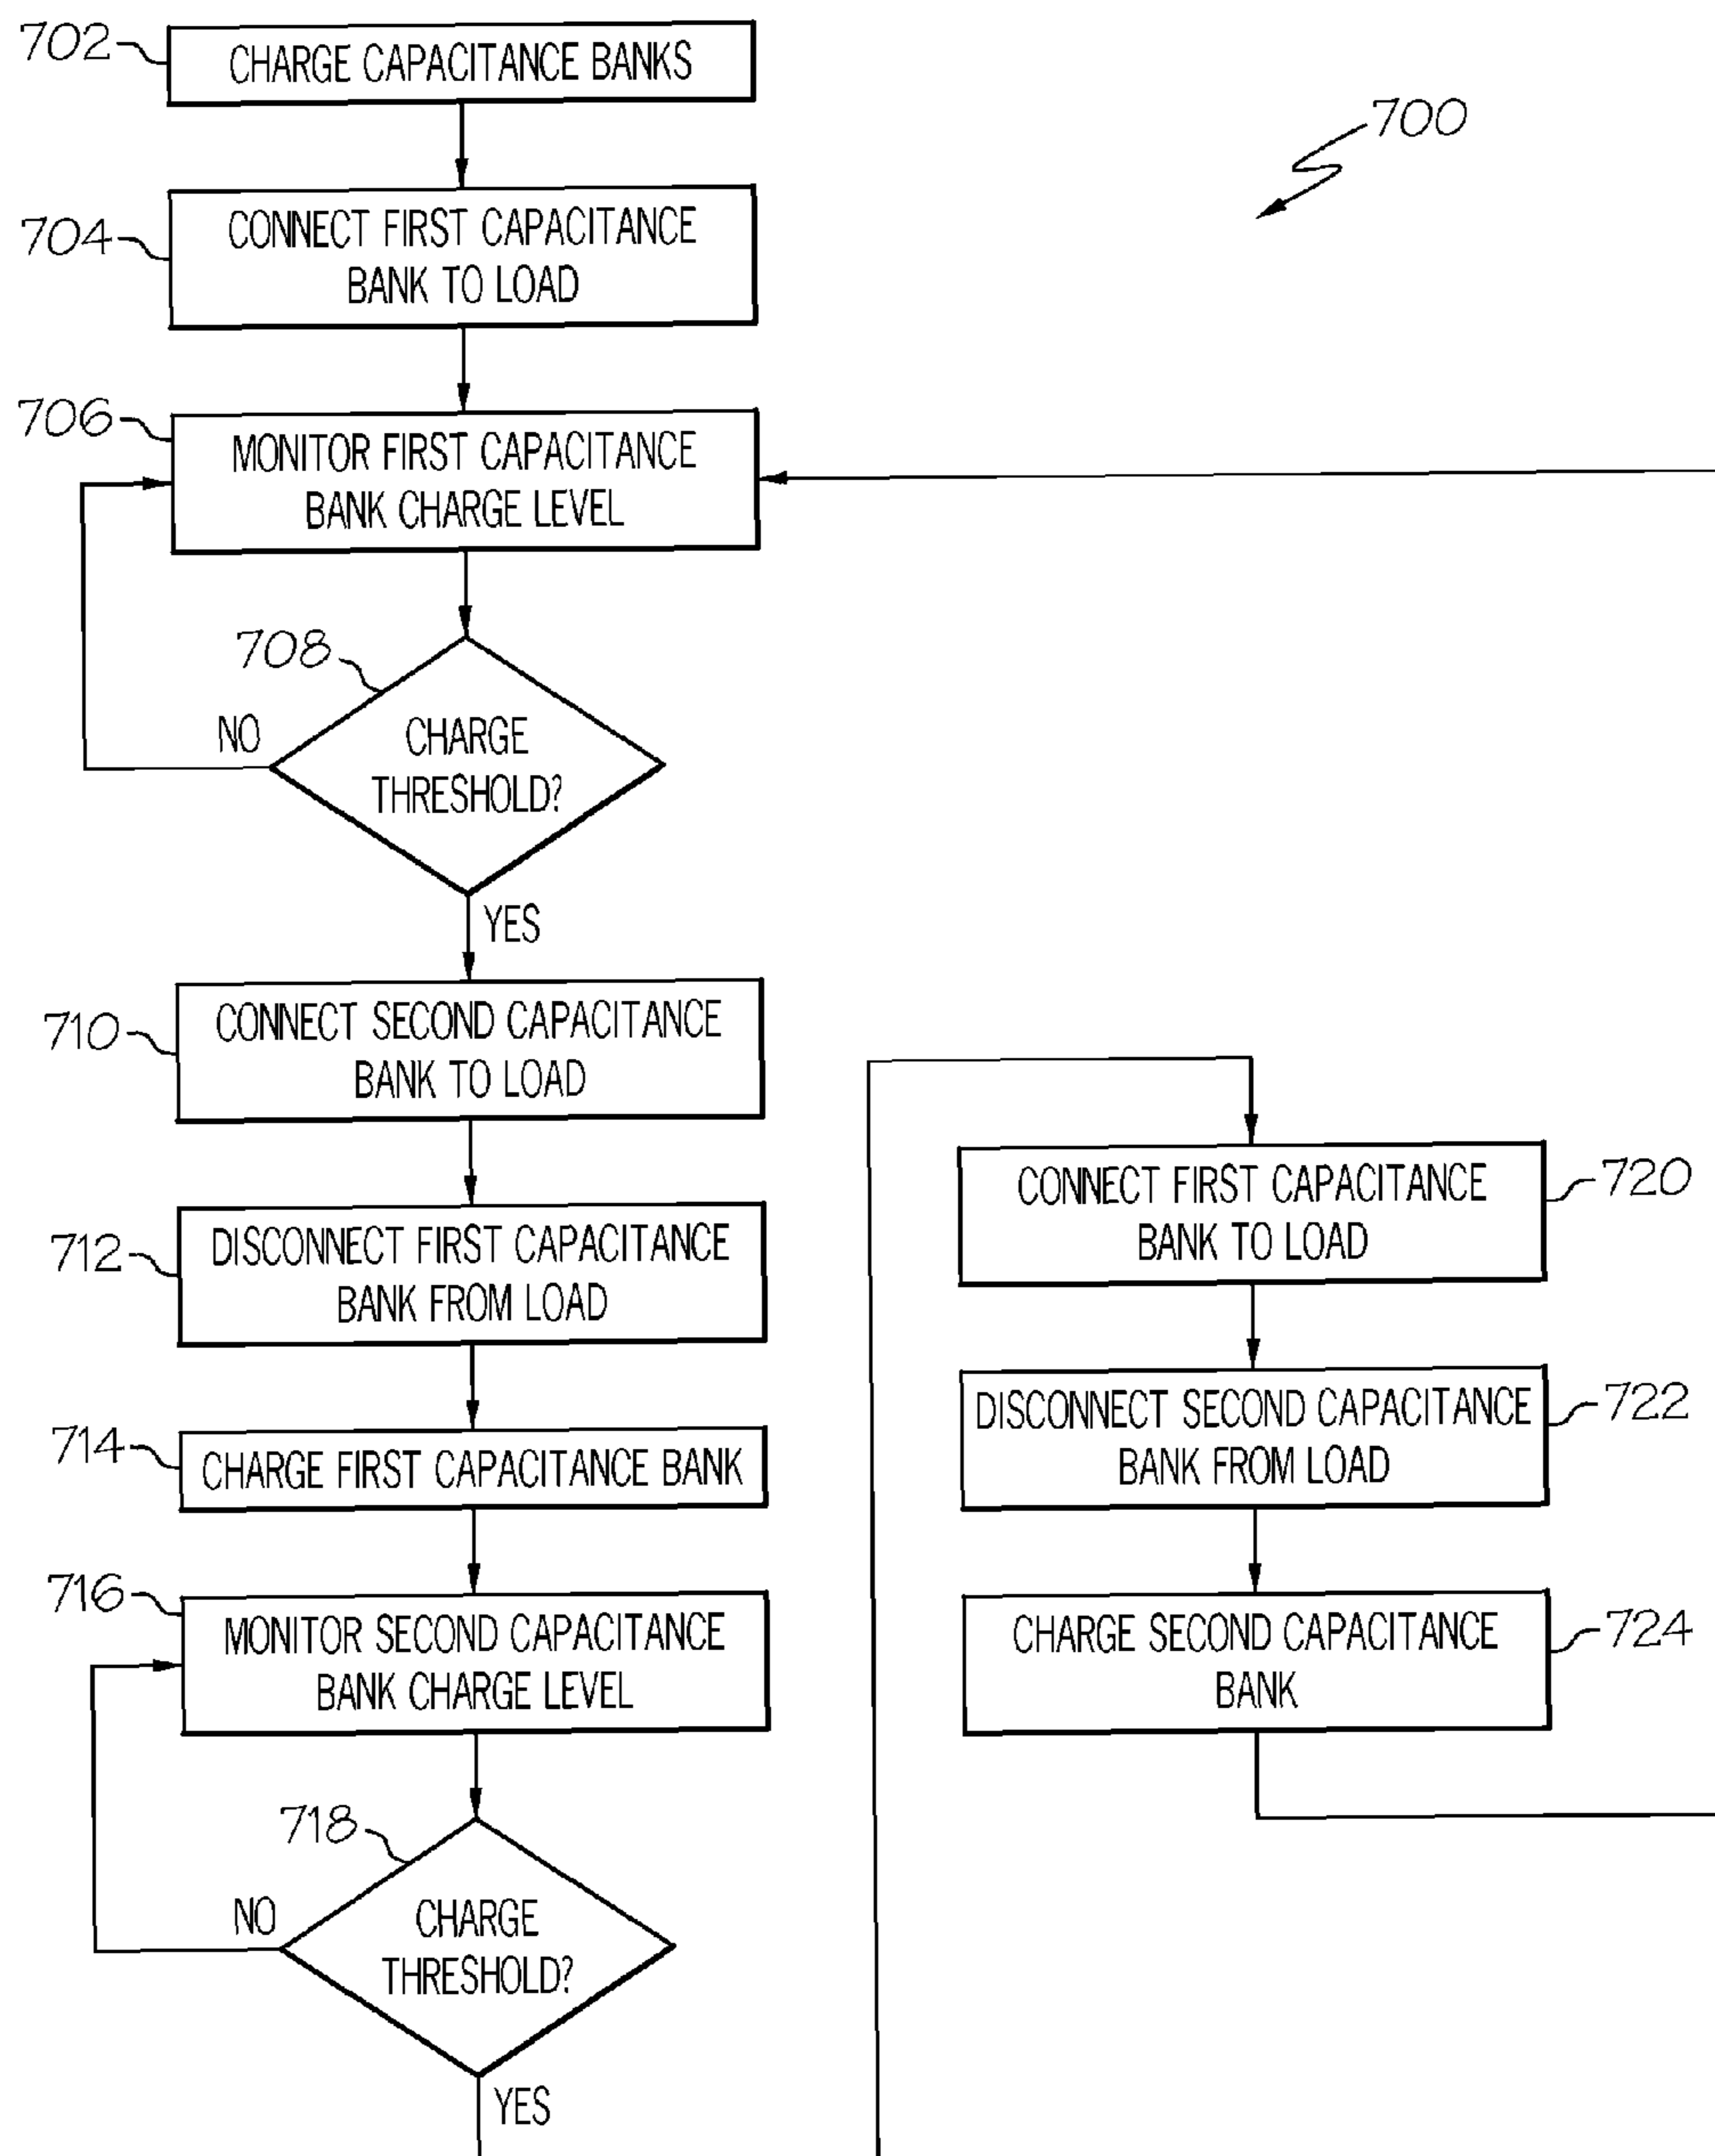 702
CHARGE CAPACITANCE BANKS
700
704
CONNECT FIRST CAPACITANCE
BANK TO LOAD
706
MONITOR FIRST CAPACITANCE
BANK CHARGE LEVEL
708
CHARGE
THRESHOLD?
NO
YES
710
CONNECT SECOND CAPACITANCE
BANK TO LOAD
712
DISCONNECT FIRST CAPACITANCE
BANK FROM LOAD
714
CHARGE FIRST CAPACITANCE BANK
716
MONITOR SECOND CAPACITANCE
BANK CHARGE LEVEL
718
CHARGE
THRESHOLD?
NO
YES
720
CONNECT FIRST CAPACITANCE
BANK TO LOAD
722
DISCONNECT SECOND CAPACITANCE
BANK FROM LOAD
724
CHARGE SECOND CAPACITANCE
BANK